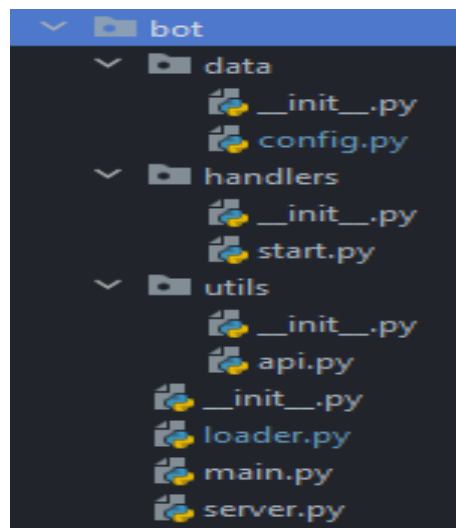 bot
data
__init__.py
config.py
handlers
__init__.py
start.py
utils
__init__.py
api.py
__init__.py
loader.py
main.py
server.py